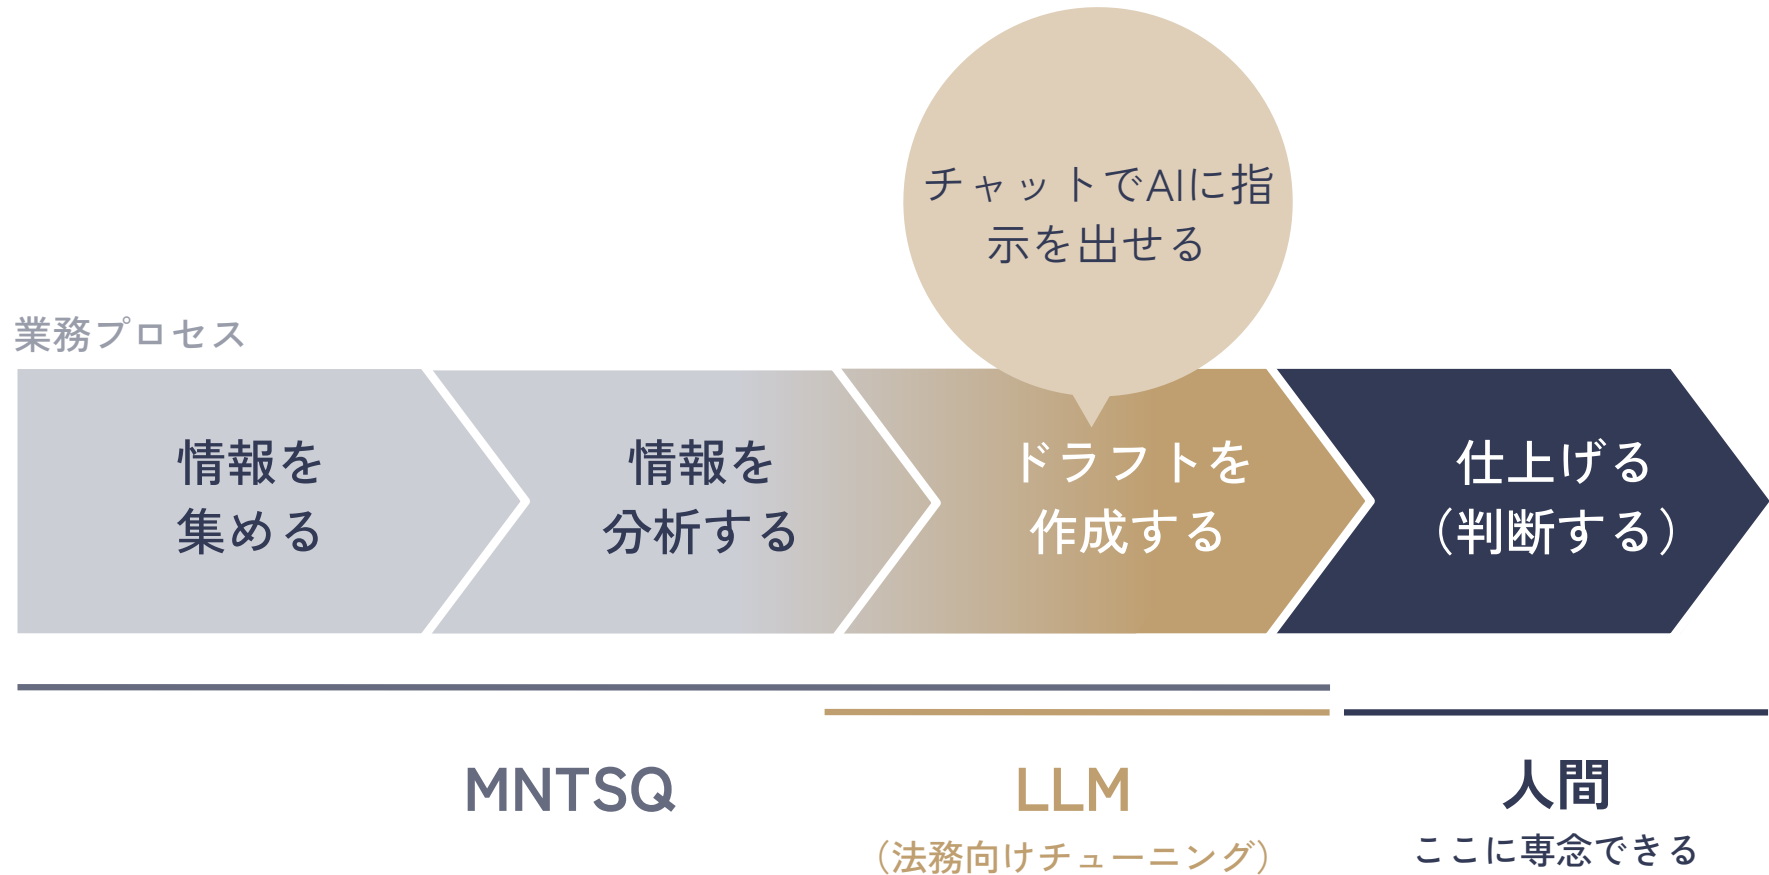 チャットでAIに指
示を出せる
業務プロセス
情報を
集める
情報を
分析する
ドラフトを
作成する
仕上げる
（判断する）
MNTSQ
LLM
（法務向けチューニング）
人間
ここに専念できる